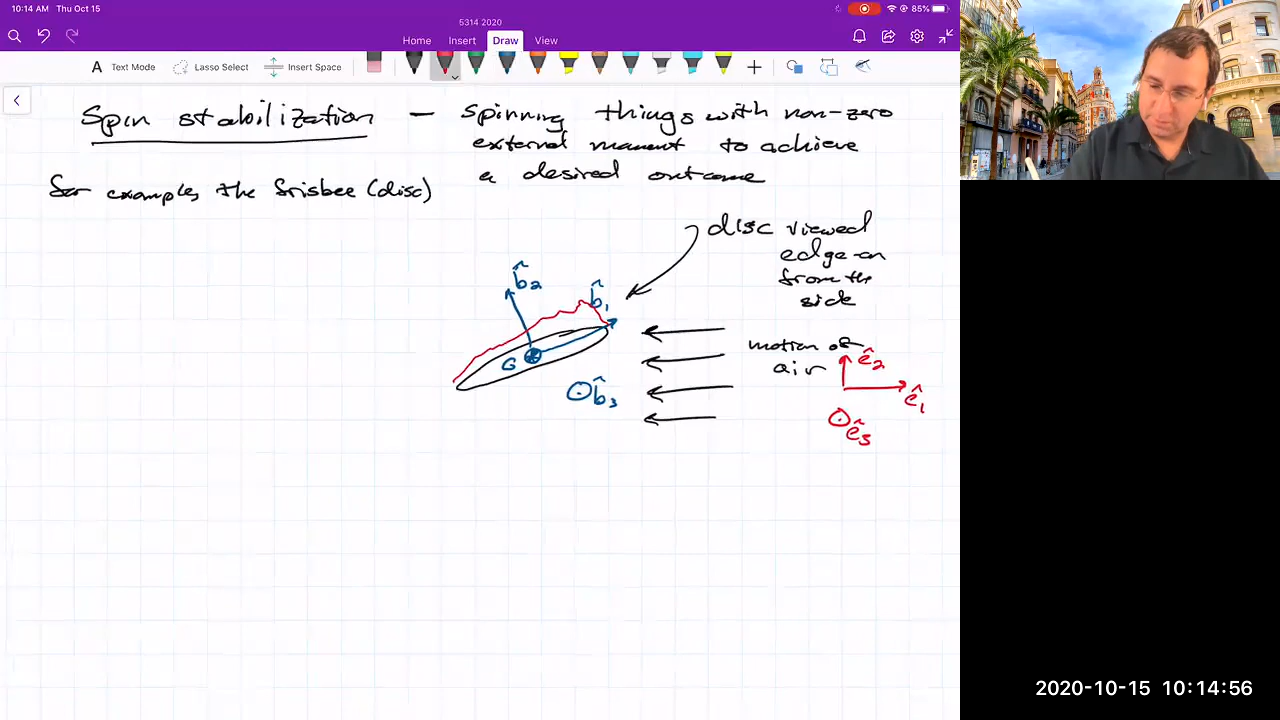 10:14 AM Thu Oct 15
85%
5314 2020
Home Insert Draw View
Text Mode Lasso Select Insert Space
Spin stabilization – spinning things with non-zero
external moment to achieve
a desired outcome
for example, the frisbee (disc)
disc viewed
edge-on
from the
side
b̂₂
b̂₁
G
b̂₃
motion of
air
ê₂
ê₁
ê₃
2020-10-15 10:14:56